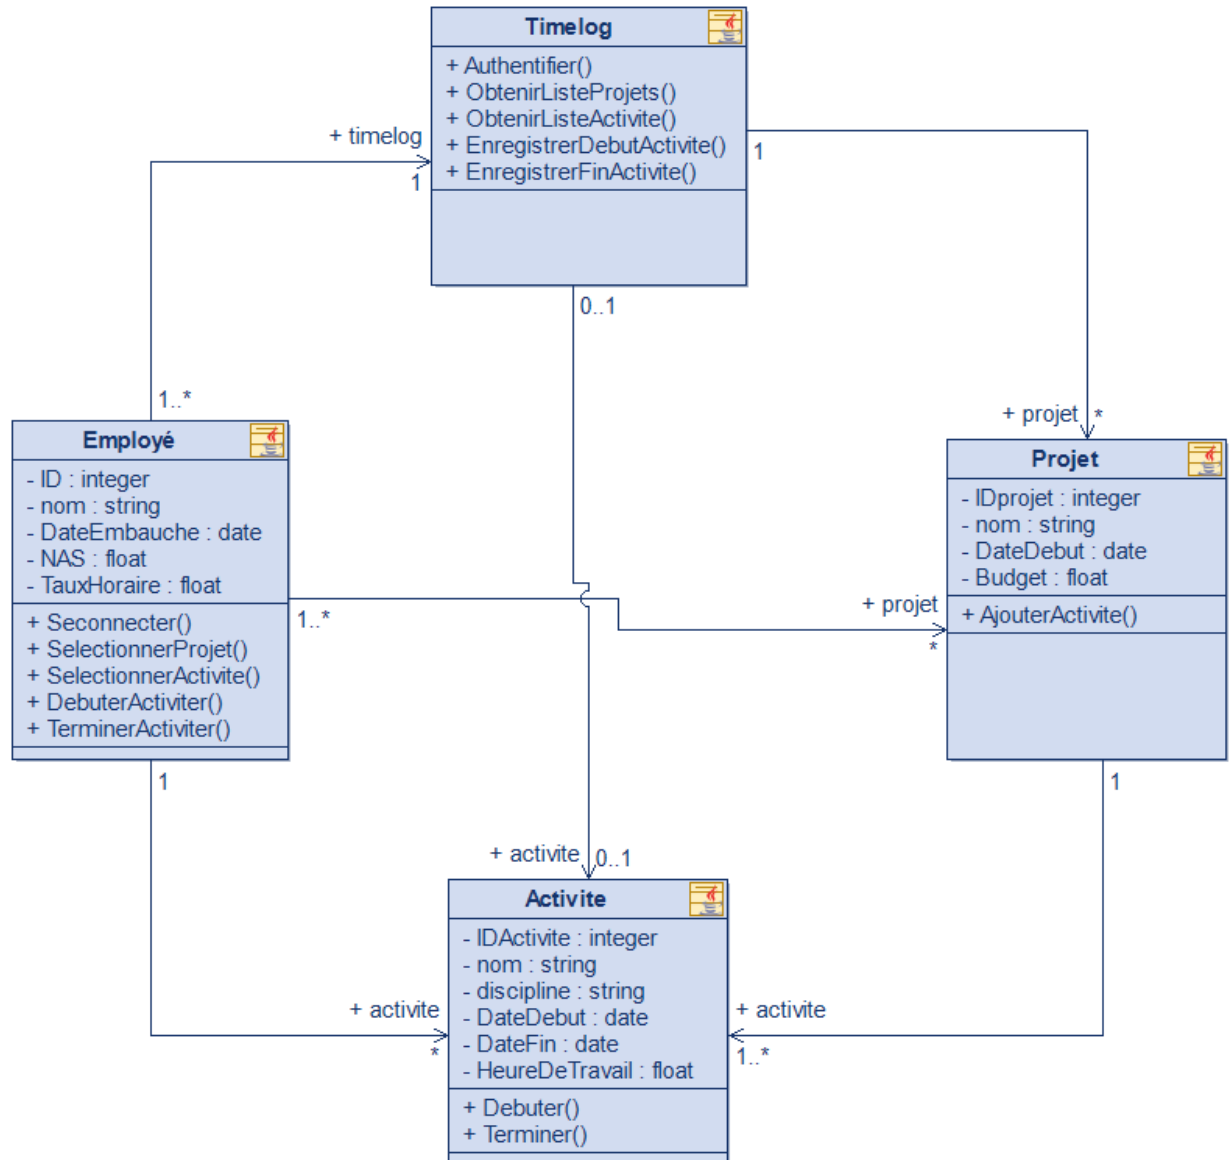 Timelog
+ Authentifier()
+ ObtenirListeProjets()
+ ObtenirListeActivite()
+ EnregistrerDebutActivite()
+ EnregistrerFinActivite()
+ timelog
1
1
0..1
1..*
+ projet
*
Employé
- ID : integer
- nom : string
- DateEmbauche : date
- NAS : float
- TauxHoraire : float
+ Seconnecter()
+ SelectionnerProjet()
+ SelectionnerActivite()
+ DebuterActiviter()
+ TerminerActiviter()
1..*
+ projet
*
Projet
- IDprojet : integer
- nom : string
- DateDebut : date
- Budget : float
+ AjouterActivite()
1
1
+ activite
0..1
Activite
- IDActivite : integer
- nom : string
- discipline : string
- DateDebut : date
- DateFin : date
- HeureDeTravail : float
+ Debuter()
+ Terminer()
+ activite
*
+ activite
1..*